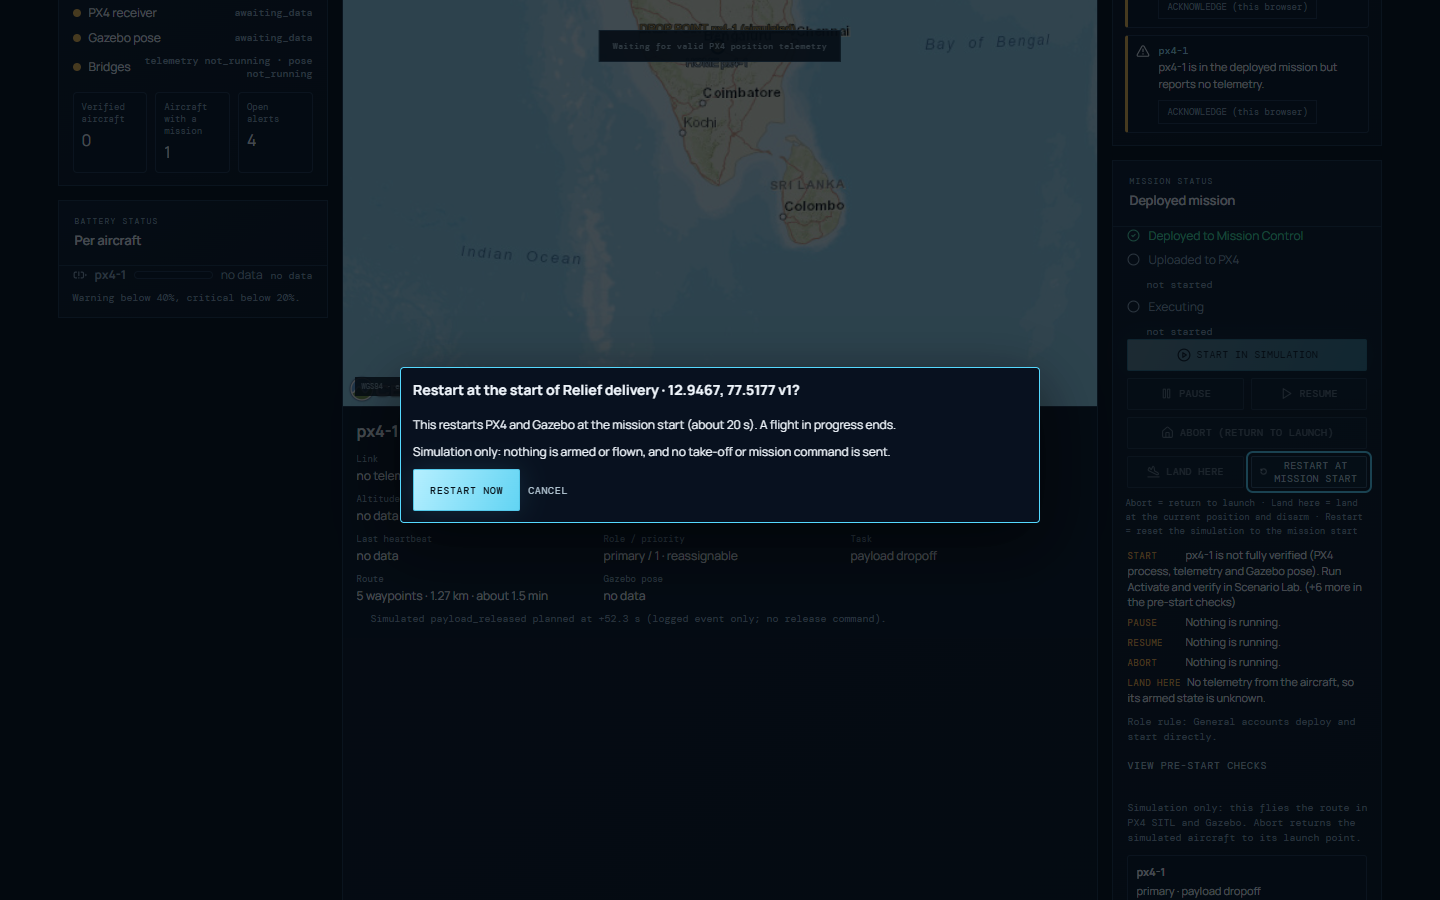 PX4 receiver
awaiting_data
Gazebo pose
awaiting_data
Bridges
telemetry not_running · pose
not_running
Verified
aircraft
0
Aircraft
with a
mission
1
Open
alerts
4
BATTERY STATUS
Per aircraft
px4-1
no data
no data
Warning below 40%, critical below 20%.
Waiting for valid PX4 position telemetry
Bay of Bengal
Coimbatore
Kochi
SRI LANKA
Colombo
Indian Ocean
WGS84
Restart at the start of Relief delivery · 12.9467, 77.5177 v1?
This restarts PX4 and Gazebo at the mission start (about 20 s). A flight in progress ends.
Simulation only: nothing is armed or flown, and no take-off or mission command is sent.
RESTART NOW
CANCEL
px4-1
Link
no telem
Altitude
no data
Last heartbeat
no data
Role / priority
primary / 1 · reassignable
Task
payload dropoff
Route
5 waypoints · 1.27 km · about 1.5 min
Gazebo pose
no data
Simulated payload_released planned at +52.3 s (logged event only; no release command).
ACKNOWLEDGE (this browser)
px4-1
px4-1 is in the deployed mission but
reports no telemetry.
ACKNOWLEDGE (this browser)
MISSION STATUS
Deployed mission
Deployed to Mission Control
Uploaded to PX4
not started
Executing
not started
START IN SIMULATION
PAUSE
RESUME
ABORT (RETURN TO LAUNCH)
LAND HERE
RESTART AT
MISSION START
Abort = return to launch · Land here = land
at the current position and disarm · Restart
= reset the simulation to the mission start
START px4-1 is not fully verified (PX4
process, telemetry and Gazebo pose). Run
Activate and verify in Scenario Lab. (+6 more in
the pre-start checks)
PAUSE Nothing is running.
RESUME Nothing is running.
ABORT Nothing is running.
LAND HERE No telemetry from the aircraft, so
its armed state is unknown.
Role rule: General accounts deploy and
start directly.
VIEW PRE-START CHECKS
Simulation only: this flies the route in
PX4 SITL and Gazebo. Abort returns the
simulated aircraft to its launch point.
px4-1
primary · payload dropoff